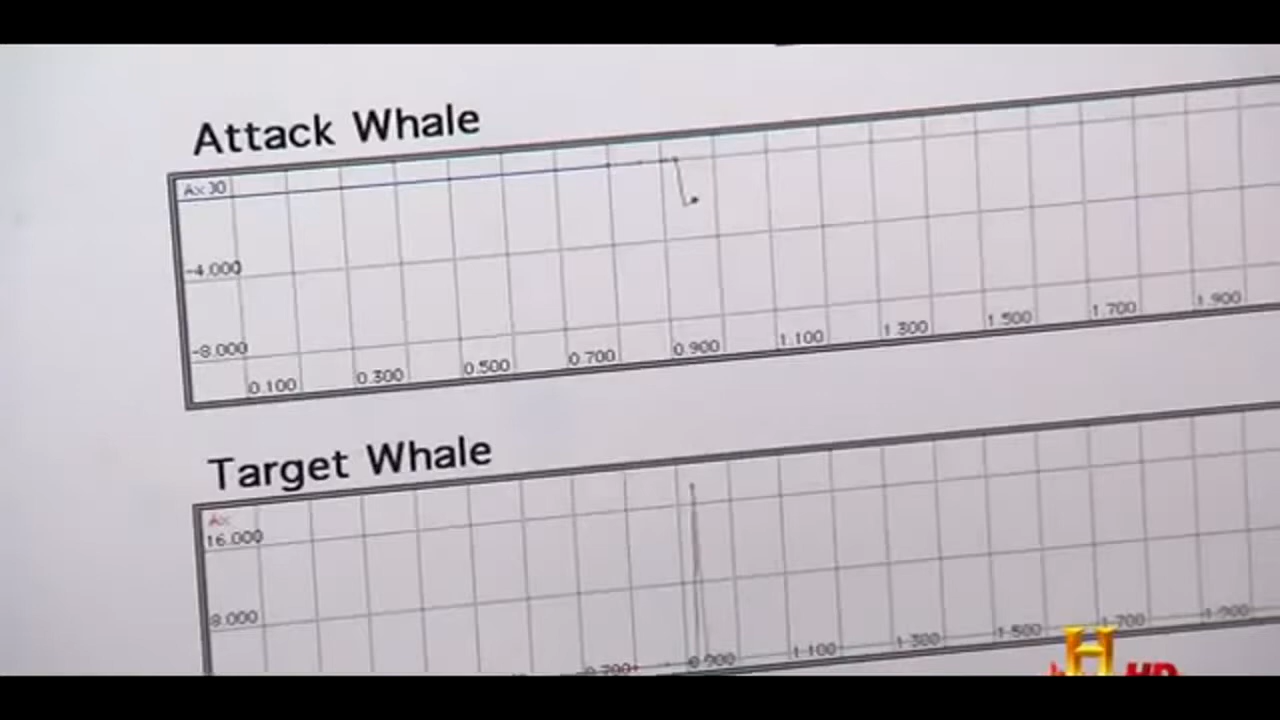 Attack Whale
Ax 30
-4.000
-8.000
0.100 0.300 0.500 0.700 0.900 1.100 1.300 1.500 1.700 1.900
Target Whale
Ax
16.000
8.000
0.700 0.900 1.100 1.300 1.500 1.700 1.900
H HD